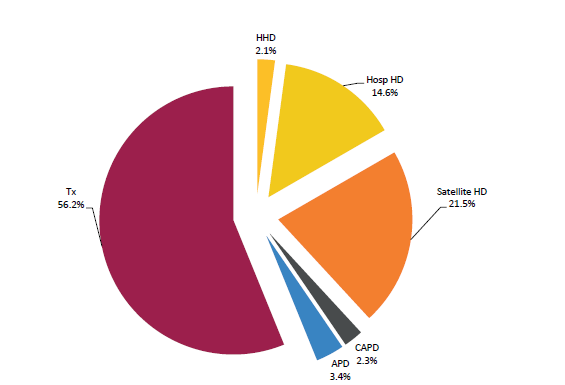 HHD
2.1%
Hosp HD
14.6%
Satellite HD
21.5%
CAPD
2.3%
APD
3.4%
Tx
56.2%